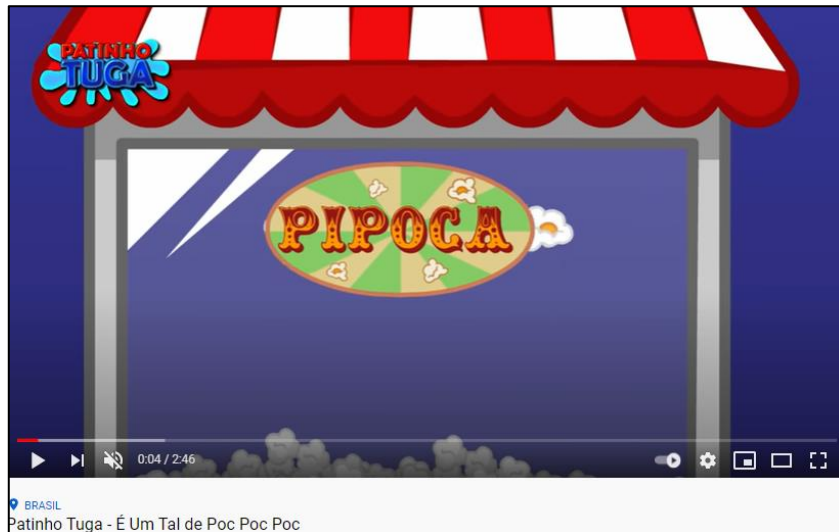 PATINHO
TUGA
PIPOCA
0:04 / 2:46
BRASIL
Patinho Tuga - É Um Tal de Poc Poc Poc